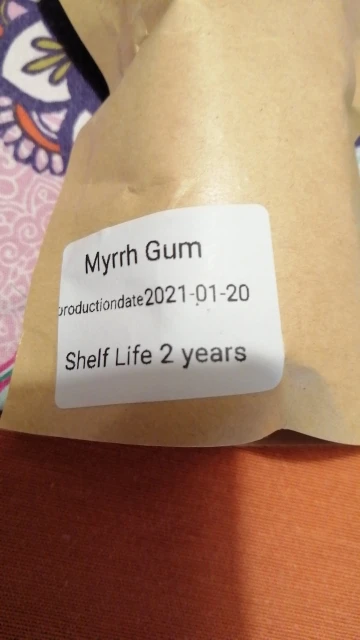 Myrrh Gum
productiondate2021-01-20
Shelf Life 2 years